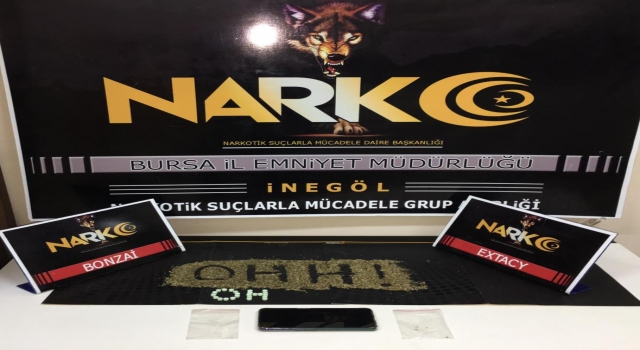 NARKO
NARKOTİK SUÇLARLA MÜCADELE DAİRE BAŞKANLIĞI
BURSA İL EMNİYET MÜDÜRLÜĞÜ
İNEGÖL
NARKOTİK SUÇLARLA MÜCADELE GRUP
NARKO
BONZAİ
NARKO
EXTACY
OHH!
OH